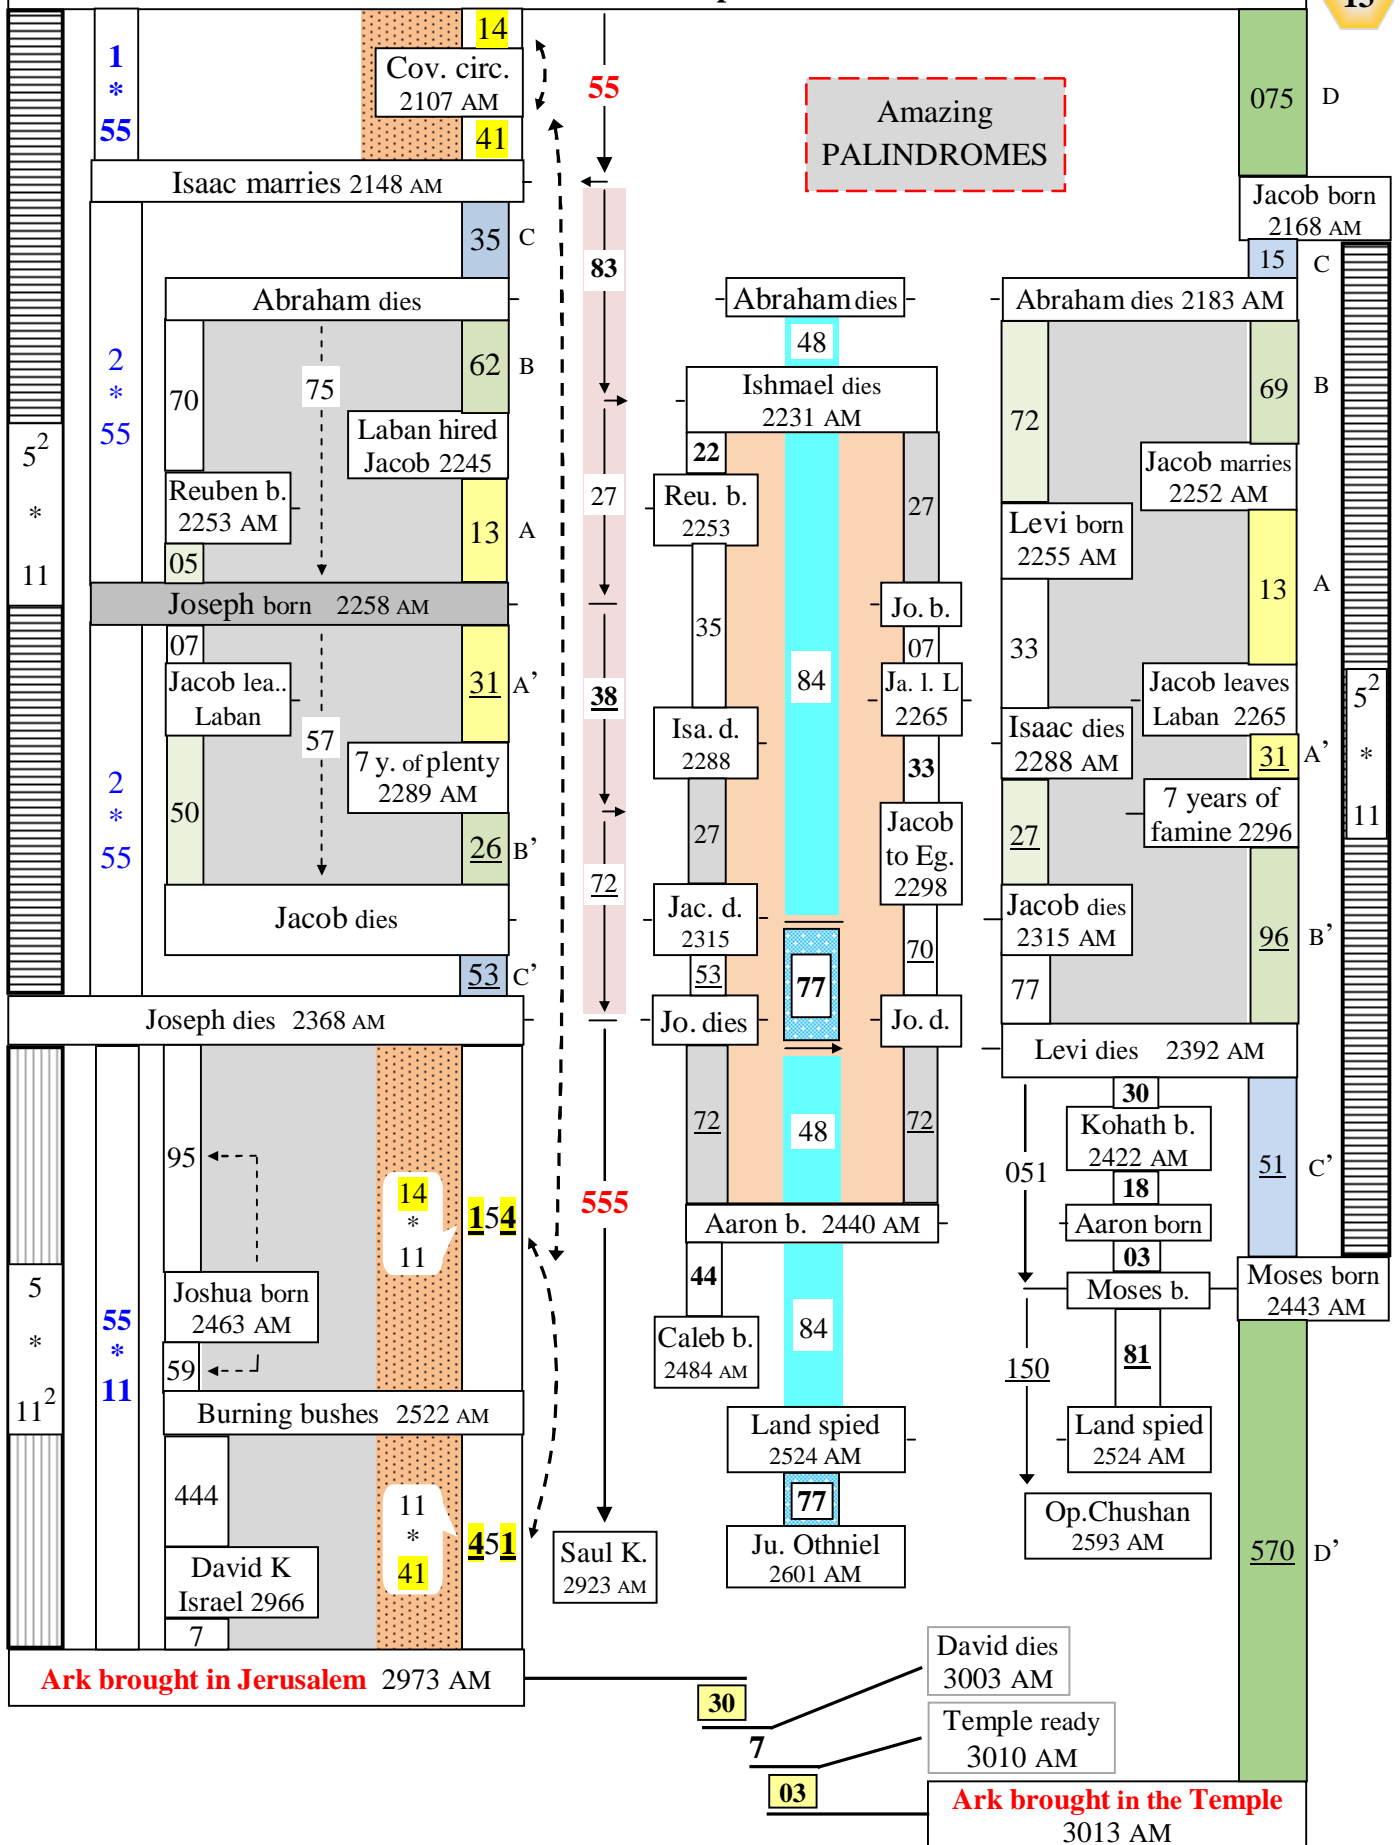 14
Cov. circ.
2107 AM
41
1
*
55
55
Amazing
PALINDROMES
075
D
Isaac marries 2148 AM
Jacob born
2168 AM
35
C
83
15
C
Abraham dies
Abraham dies
Abraham dies 2183 AM
48
2
*
55
70
75
62
B
Ishmael dies
2231 AM
72
69
B
Laban hired
Jacob 2245
5²
*
11
22
Jacob marries
2252 AM
Reuben b.
2253 AM
27
Reu. b.
2253
27
Levi born
2255 AM
13
A
05
Joseph born 2258 AM
Jo. b.
13
A
07
35
07
33
Jacob lea..
Laban
31
A'
38
84
Ja. l. L
2265
Jacob leaves
Laban 2265
5²
*
11
57
Isa. d.
2288
Isaac dies
2288 AM
31
A'
7 y. of plenty
2289 AM
33
2
*
55
50
7 years of
famine 2296
26
B'
27
Jacob
to Eg.
2298
27
72
Jacob dies
Jac. d.
2315
Jacob dies
2315 AM
96
B'
70
53
C'
53
77
77
Joseph dies 2368 AM
Jo. dies
Jo. d.
Levi dies 2392 AM
30
Kohath b.
2422 AM
95
72
48
72
051
51
C'
14
*
11
154
555
18
Aaron b. 2440 AM
Aaron born
03
5
*
11²
55
*
11
Joshua born
2463 AM
44
Moses b.
Moses born
2443 AM
Caleb b.
2484 AM
84
81
59
150
Burning bushes 2522 AM
Land spied
2524 AM
Land spied
2524 AM
444
11
*
41
451
77
Op.Chushan
2593 AM
Saul K.
2923 AM
Ju. Othniel
2601 AM
570
D'
David K
Israel 2966
7
Ark brought in Jerusalem 2973 AM
David dies
3003 AM
30
Temple ready
3010 AM
7
03
Ark brought in the Temple
3013 AM